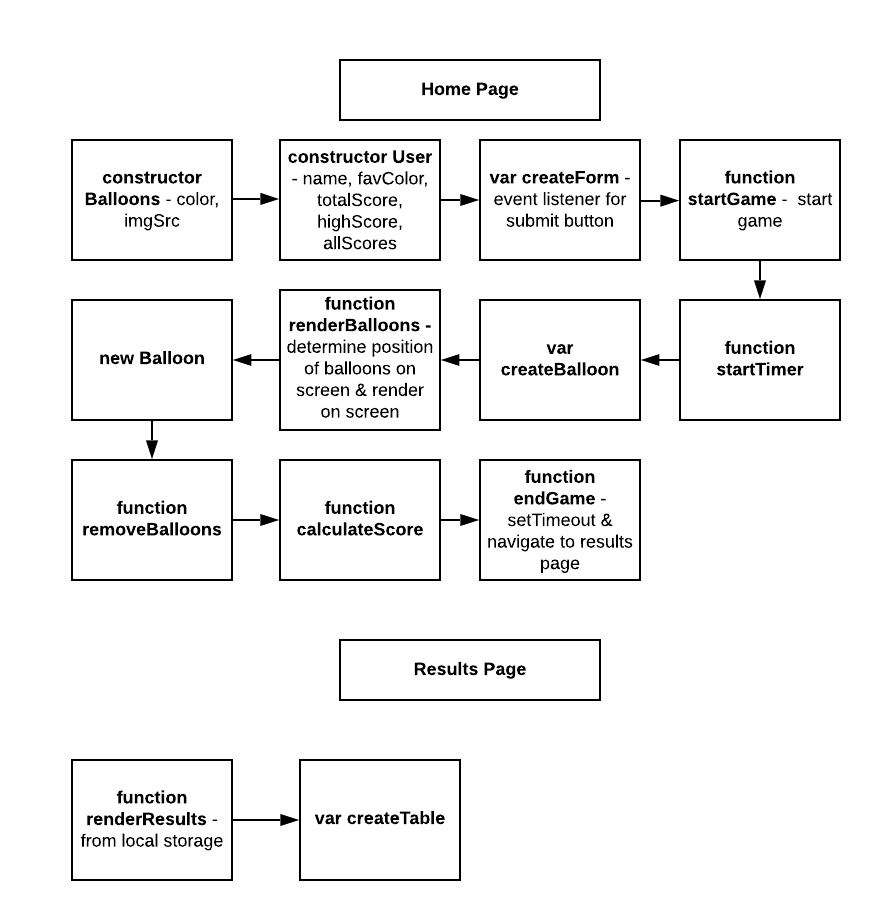 Home Page
constructor
Balloons - color,
imgSrc
constructor User
- name, favColor,
totalScore,
highScore,
allScores
var createForm -
event listener for
submit button
function
startGame - start
game
function
startTimer
var
createBalloon
function
renderBalloons -
determine position
of balloons on
screen & render
on screen
new Balloon
function
removeBalloons
function
calculateScore
function
endGame -
setTimeout &
navigate to results
page
Results Page
function
renderResults -
from local storage
var createTable